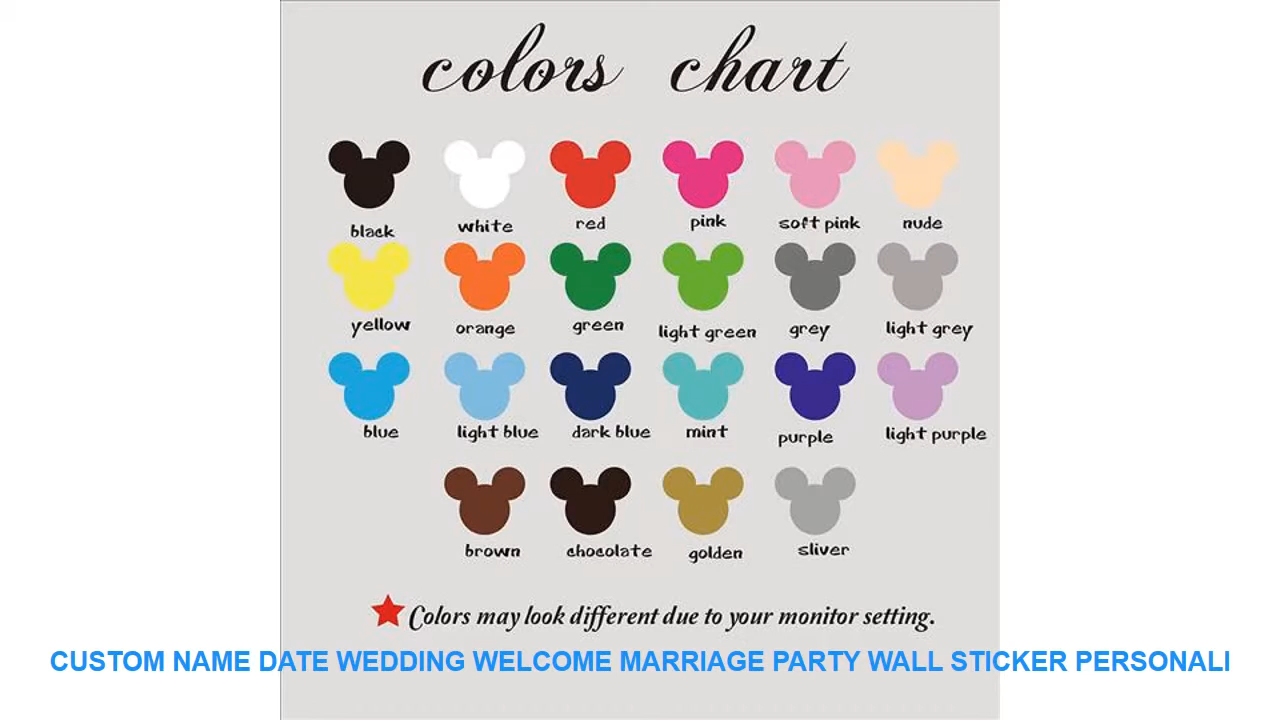 colors chart
black white red pink soft pink nude
yellow orange green light green grey light grey
blue light blue dark blue mint purple light purple
brown chocolate golden sliver
Colors may look different due to your monitor setting.
CUSTOM NAME DATE WEDDING WELCOME MARRIAGE PARTY WALL STICKER PERSONALI